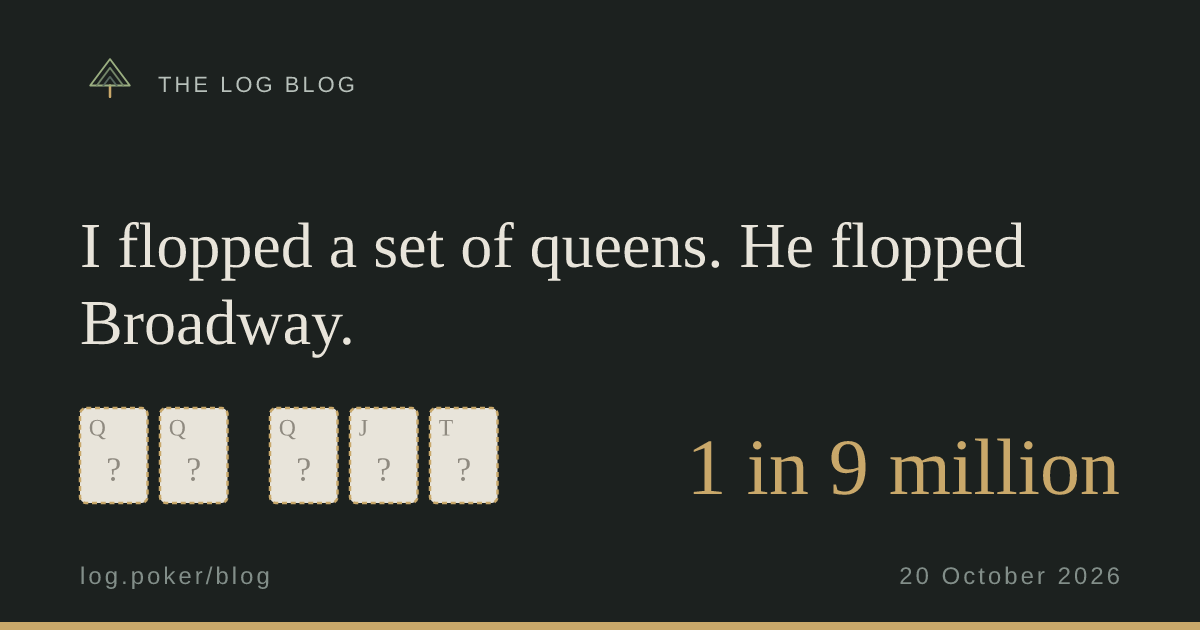 THE LOG BLOG
I flopped a set of queens. He flopped
Broadway.
Q Q Q J T
? ? ? ? ?
1 in 9 million
log.poker/blog
20 October 2026